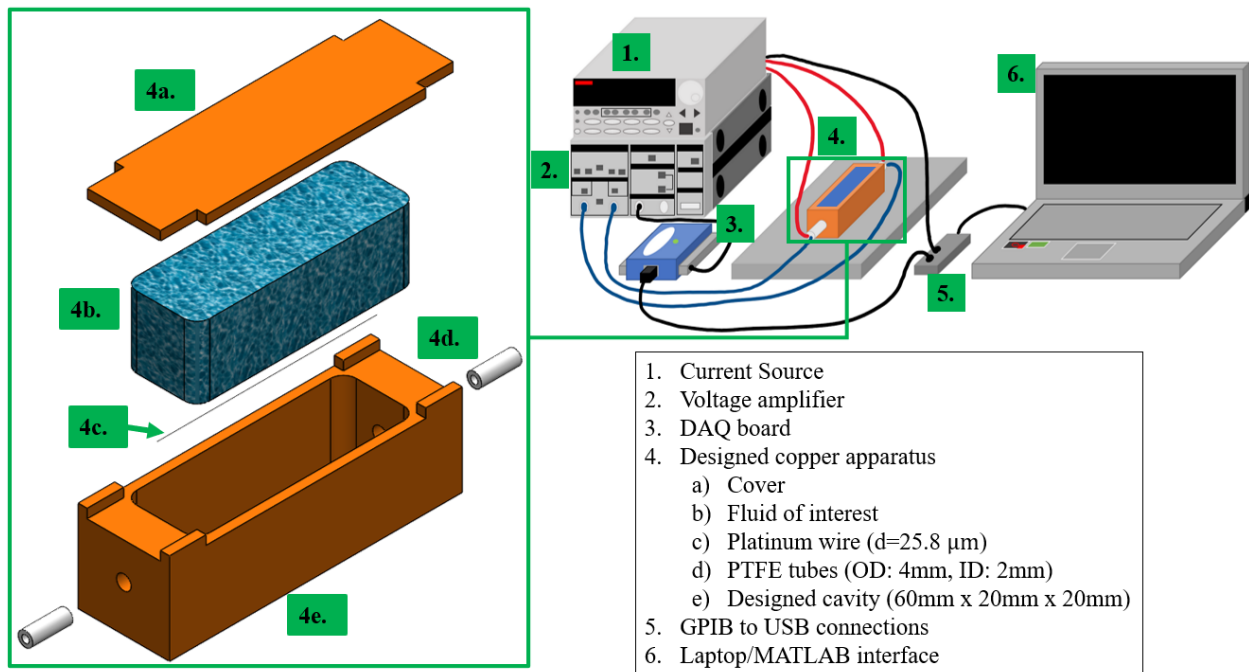 1.
4a.
6.
4.
2.
3.
4b.
5.
4d.
4c.
4e.
1. Current Source
2. Voltage amplifier
3. DAQ board
4. Designed copper apparatus
a) Cover
b) Fluid of interest
c) Platinum wire (d=25.8 µm)
d) PTFE tubes (OD: 4mm, ID: 2mm)
e) Designed cavity (60mm x 20mm x 20mm)
5. GPIB to USB connections
6. Laptop/MATLAB interface